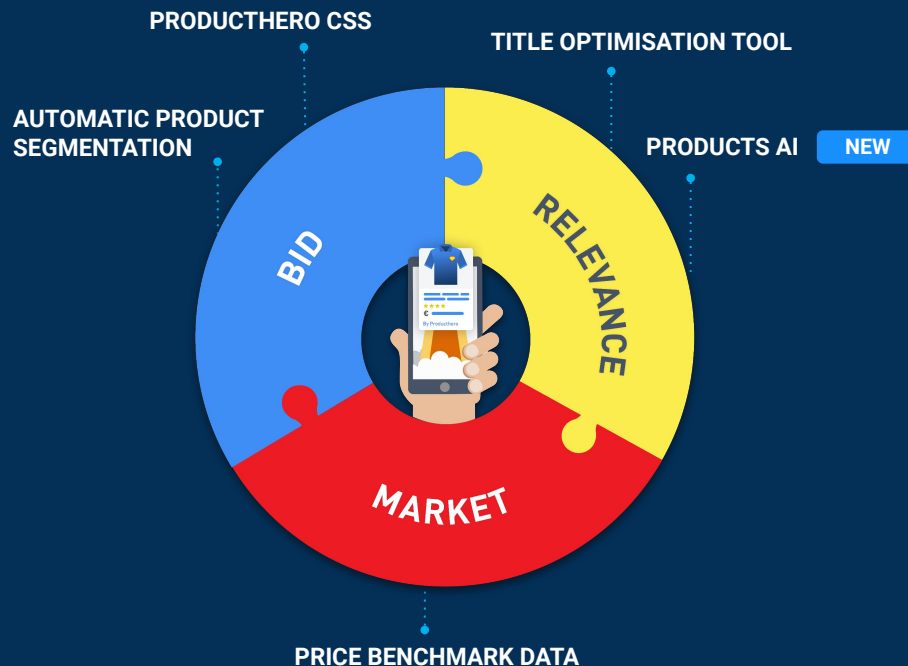 PRODUCTHERO CSS
TITLE OPTIMISATION TOOL
AUTOMATIC PRODUCT
SEGMENTATION
PRODUCTS AI
NEW
BID
RELEVANCE
€
By Producthero
MARKET
PRICE BENCHMARK DATA